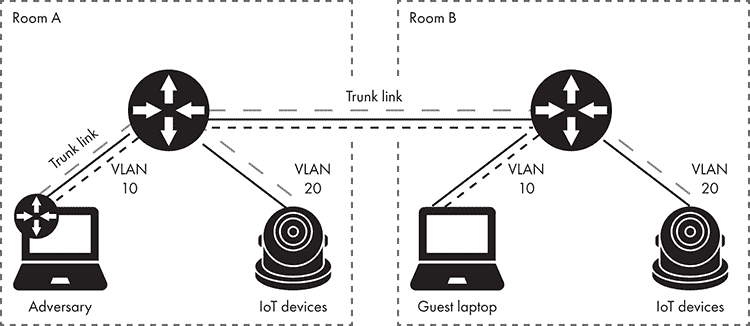 Room A
Room B
Trunk link
Trunk link
VLAN
10
VLAN
20
VLAN
10
VLAN
20
Adversary
IoT devices
Guest laptop
IoT devices